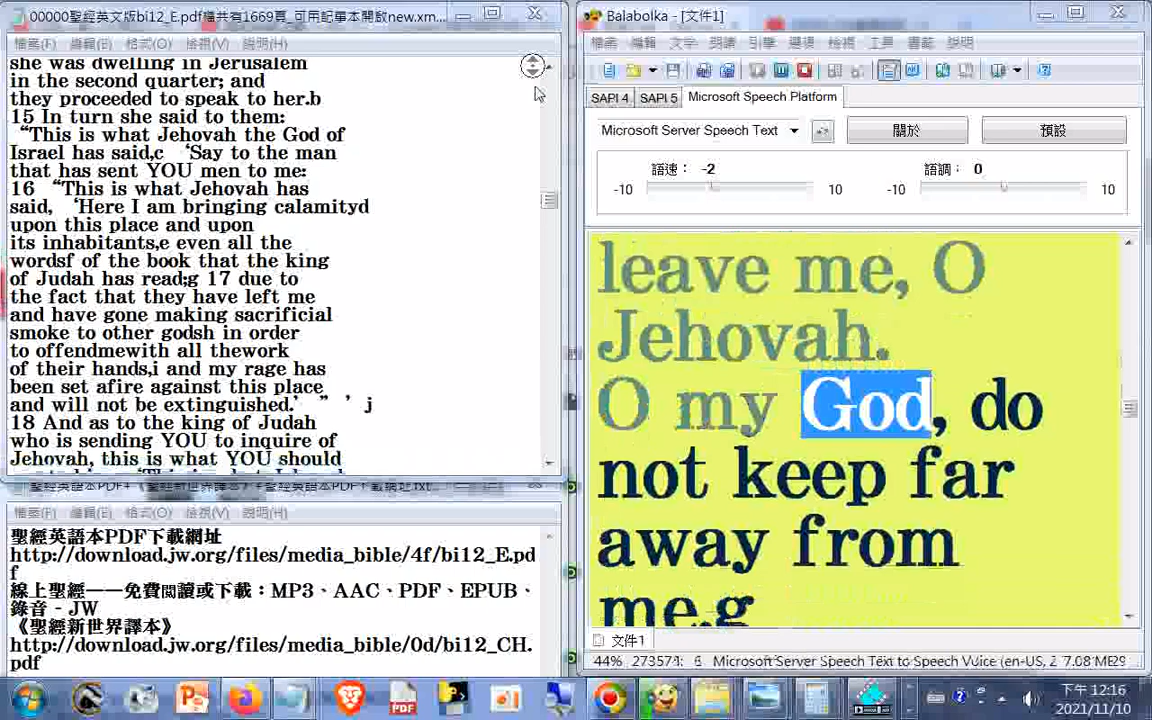 00000聖經英文版bi12_E.pdf檔共有1669頁_可用記事本開啟new.xm...
檔案(F) 編輯(E) 格式(O) 檢視(V) 說明(H)
she was dwelling in Jerusalem
in the second quarter; and
they proceeded to speak to her.b
15 In turn she said to them:
“This is what Jehovah the God of
Israel has said,c ‘Say to the man
that has sent YOU men to me:
16 “This is what Jehovah has
said, ‘Here I am bringing calamityd
upon this place and upon
its inhabitants,e even all the
wordsf of the book that the king
of Judah has read;g 17 due to
the fact that they have left me
and have gone making sacrificial
smoke to other godsh in order
to offendmewith all thework
of their hands,i and my rage has
been set afire against this place
and will not be extinguished.’ ” ’ j
18 And as to the king of Judah
who is sending YOU to inquire of
Jehovah, this is what YOU should
檔案(F) 編輯(E) 格式(O) 檢視(V) 說明(H)
聖經英語本PDF下載網址
http://download.jw.org/files/media_bible/4f/bi12_E.pd
f
線上聖經——免費閱讀或下載：MP3、AAC、PDF、EPUB、
錄音 - JW
《聖經新世界譯本》
http://download.jw.org/files/media_bible/0d/bi12_CH.
pdf
Balabolka - [文件1]
檔案 編輯 文字 朗讀 引擎 選項 檢視 工具 書籤 說明
SAPI 4 SAPI 5 Microsoft Speech Platform
Microsoft Server Speech Text 關於 預設
語速： -2 語調： 0
-10 10 -10 10
leave me, O
Jehovah.
O my God, do
not keep far
away from
me.g
文件1
44% Microsoft Server Speech Text to Speech Voice (en-US,
PDF
下午 12:16
2021/11/10